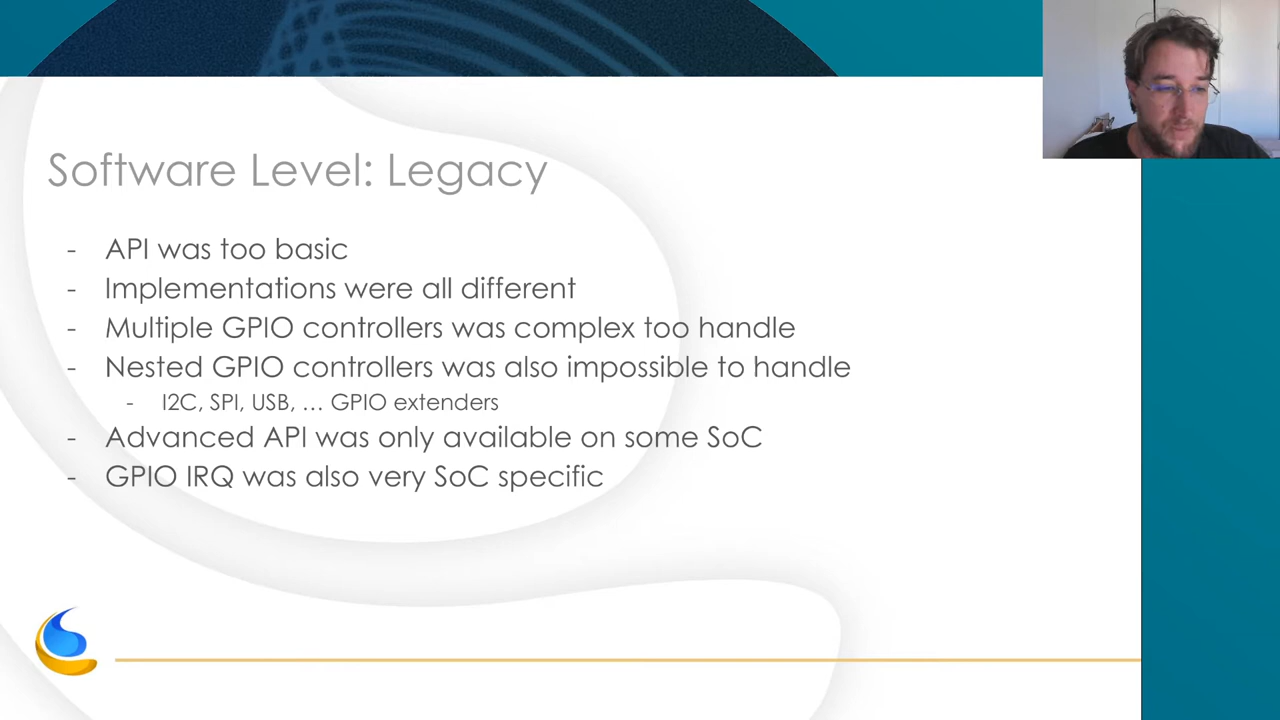 Software Level: Legacy
- API was too basic
- Implementations were all different
- Multiple GPIO controllers was complex too handle
- Nested GPIO controllers was also impossible to handle
- I2C, SPI, USB, … GPIO extenders
- Advanced API was only available on some SoC
- GPIO IRQ was also very SoC specific